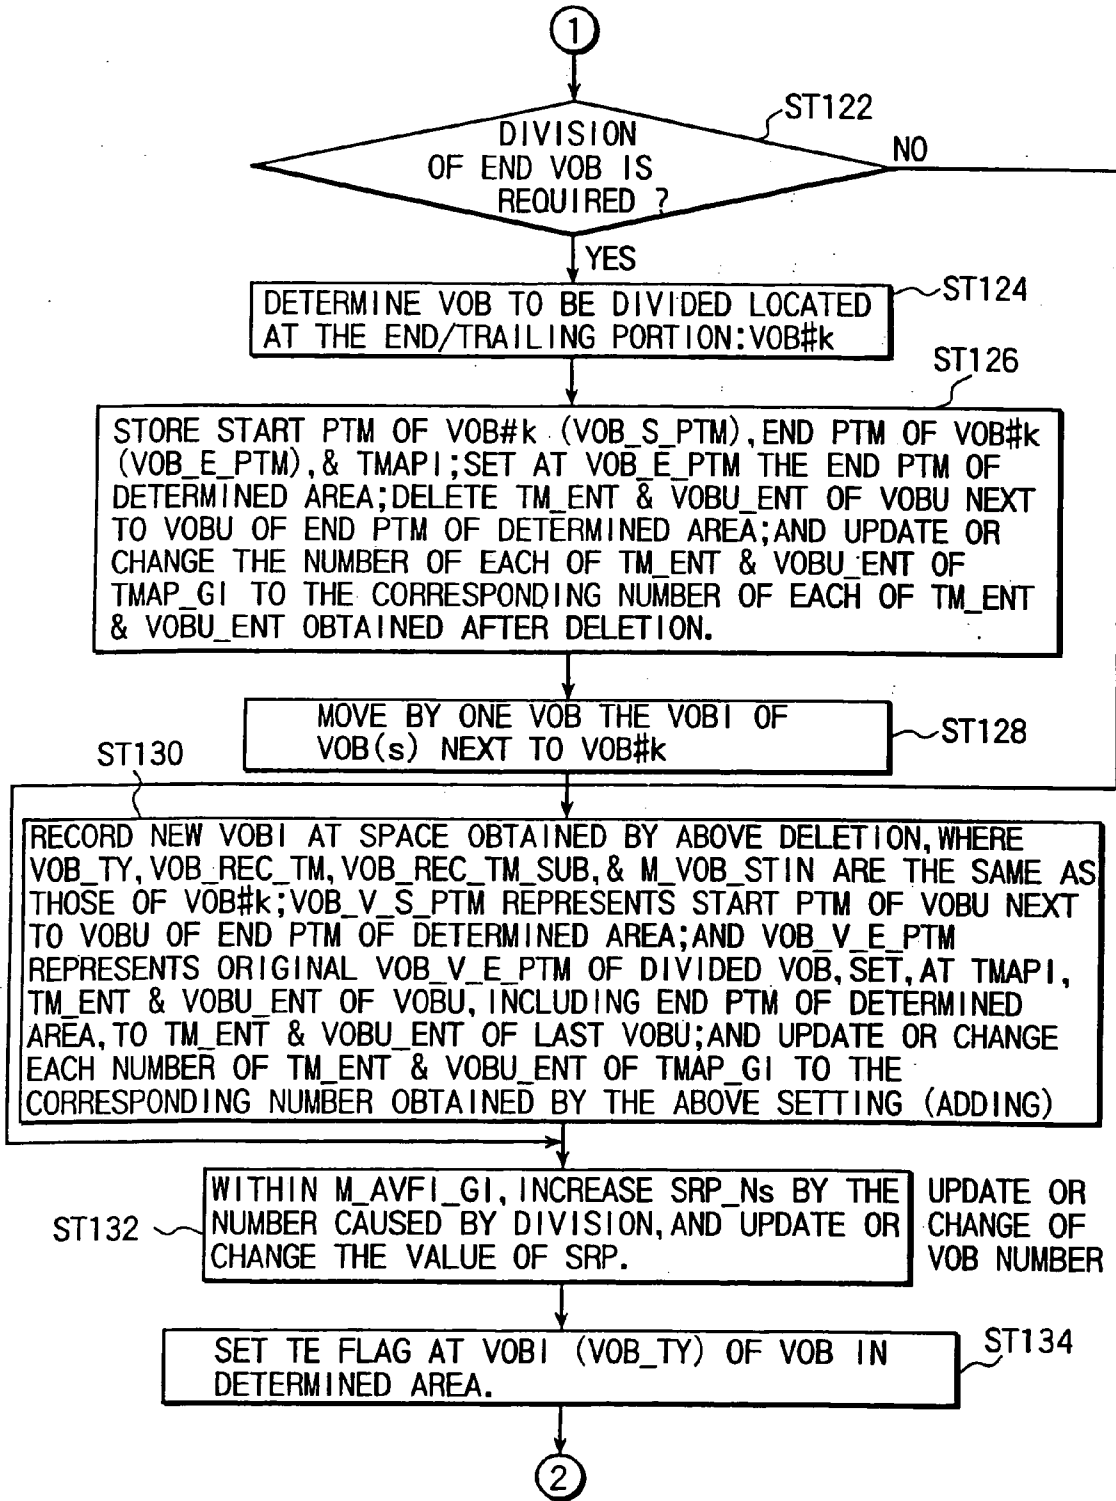 1
ST122
DIVISION
OF END VOB IS
REQUIRED ?
NO
YES
DETERMINE VOB TO BE DIVIDED LOCATED
AT THE END/TRAILING PORTION:VOB#k
ST124
ST126
STORE START PTM OF VOB#k (VOB_S_PTM), END PTM OF VOB#k
(VOB_E_PTM), & TMAPI;SET AT VOB_E_PTM THE END PTM OF
DETERMINED AREA;DELETE TM_ENT & VOBU_ENT OF VOBU NEXT
TO VOBU OF END PTM OF DETERMINED AREA;AND UPDATE OR
CHANGE THE NUMBER OF EACH OF TM_ENT & VOBU_ENT OF
TMAP_GI TO THE CORRESPONDING NUMBER OF EACH OF TM_ENT
& VOBU_ENT OBTAINED AFTER DELETION.
MOVE BY ONE VOB THE VOBI OF
VOB(s) NEXT TO VOB#k
ST128
ST130
RECORD NEW VOBI AT SPACE OBTAINED BY ABOVE DELETION, WHERE
VOB_TY, VOB_REC_TM, VOB_REC_TM_SUB, & M_VOB_STIN ARE THE SAME AS
THOSE OF VOB#k;VOB_V_S_PTM REPRESENTS START PTM OF VOBU NEXT
TO VOBU OF END PTM OF DETERMINED AREA;AND VOB_V_E_PTM
REPRESENTS ORIGINAL VOB_V_E_PTM OF DIVIDED VOB, SET, AT TMAPI,
TM_ENT & VOBU_ENT OF VOBU, INCLUDING END PTM OF DETERMINED
AREA, TO TM_ENT & VOBU_ENT OF LAST VOBU;AND UPDATE OR CHANGE
EACH NUMBER OF TM_ENT & VOBU_ENT OF TMAP_GI TO THE
CORRESPONDING NUMBER OBTAINED BY THE ABOVE SETTING (ADDING)
ST132
WITHIN M_AVFI_GI, INCREASE SRP_Ns BY THE
NUMBER CAUSED BY DIVISION, AND UPDATE OR
CHANGE THE VALUE OF SRP.
UPDATE OR
CHANGE OF
VOB NUMBER
SET TE FLAG AT VOBI (VOB_TY) OF VOB IN
DETERMINED AREA.
ST134
2